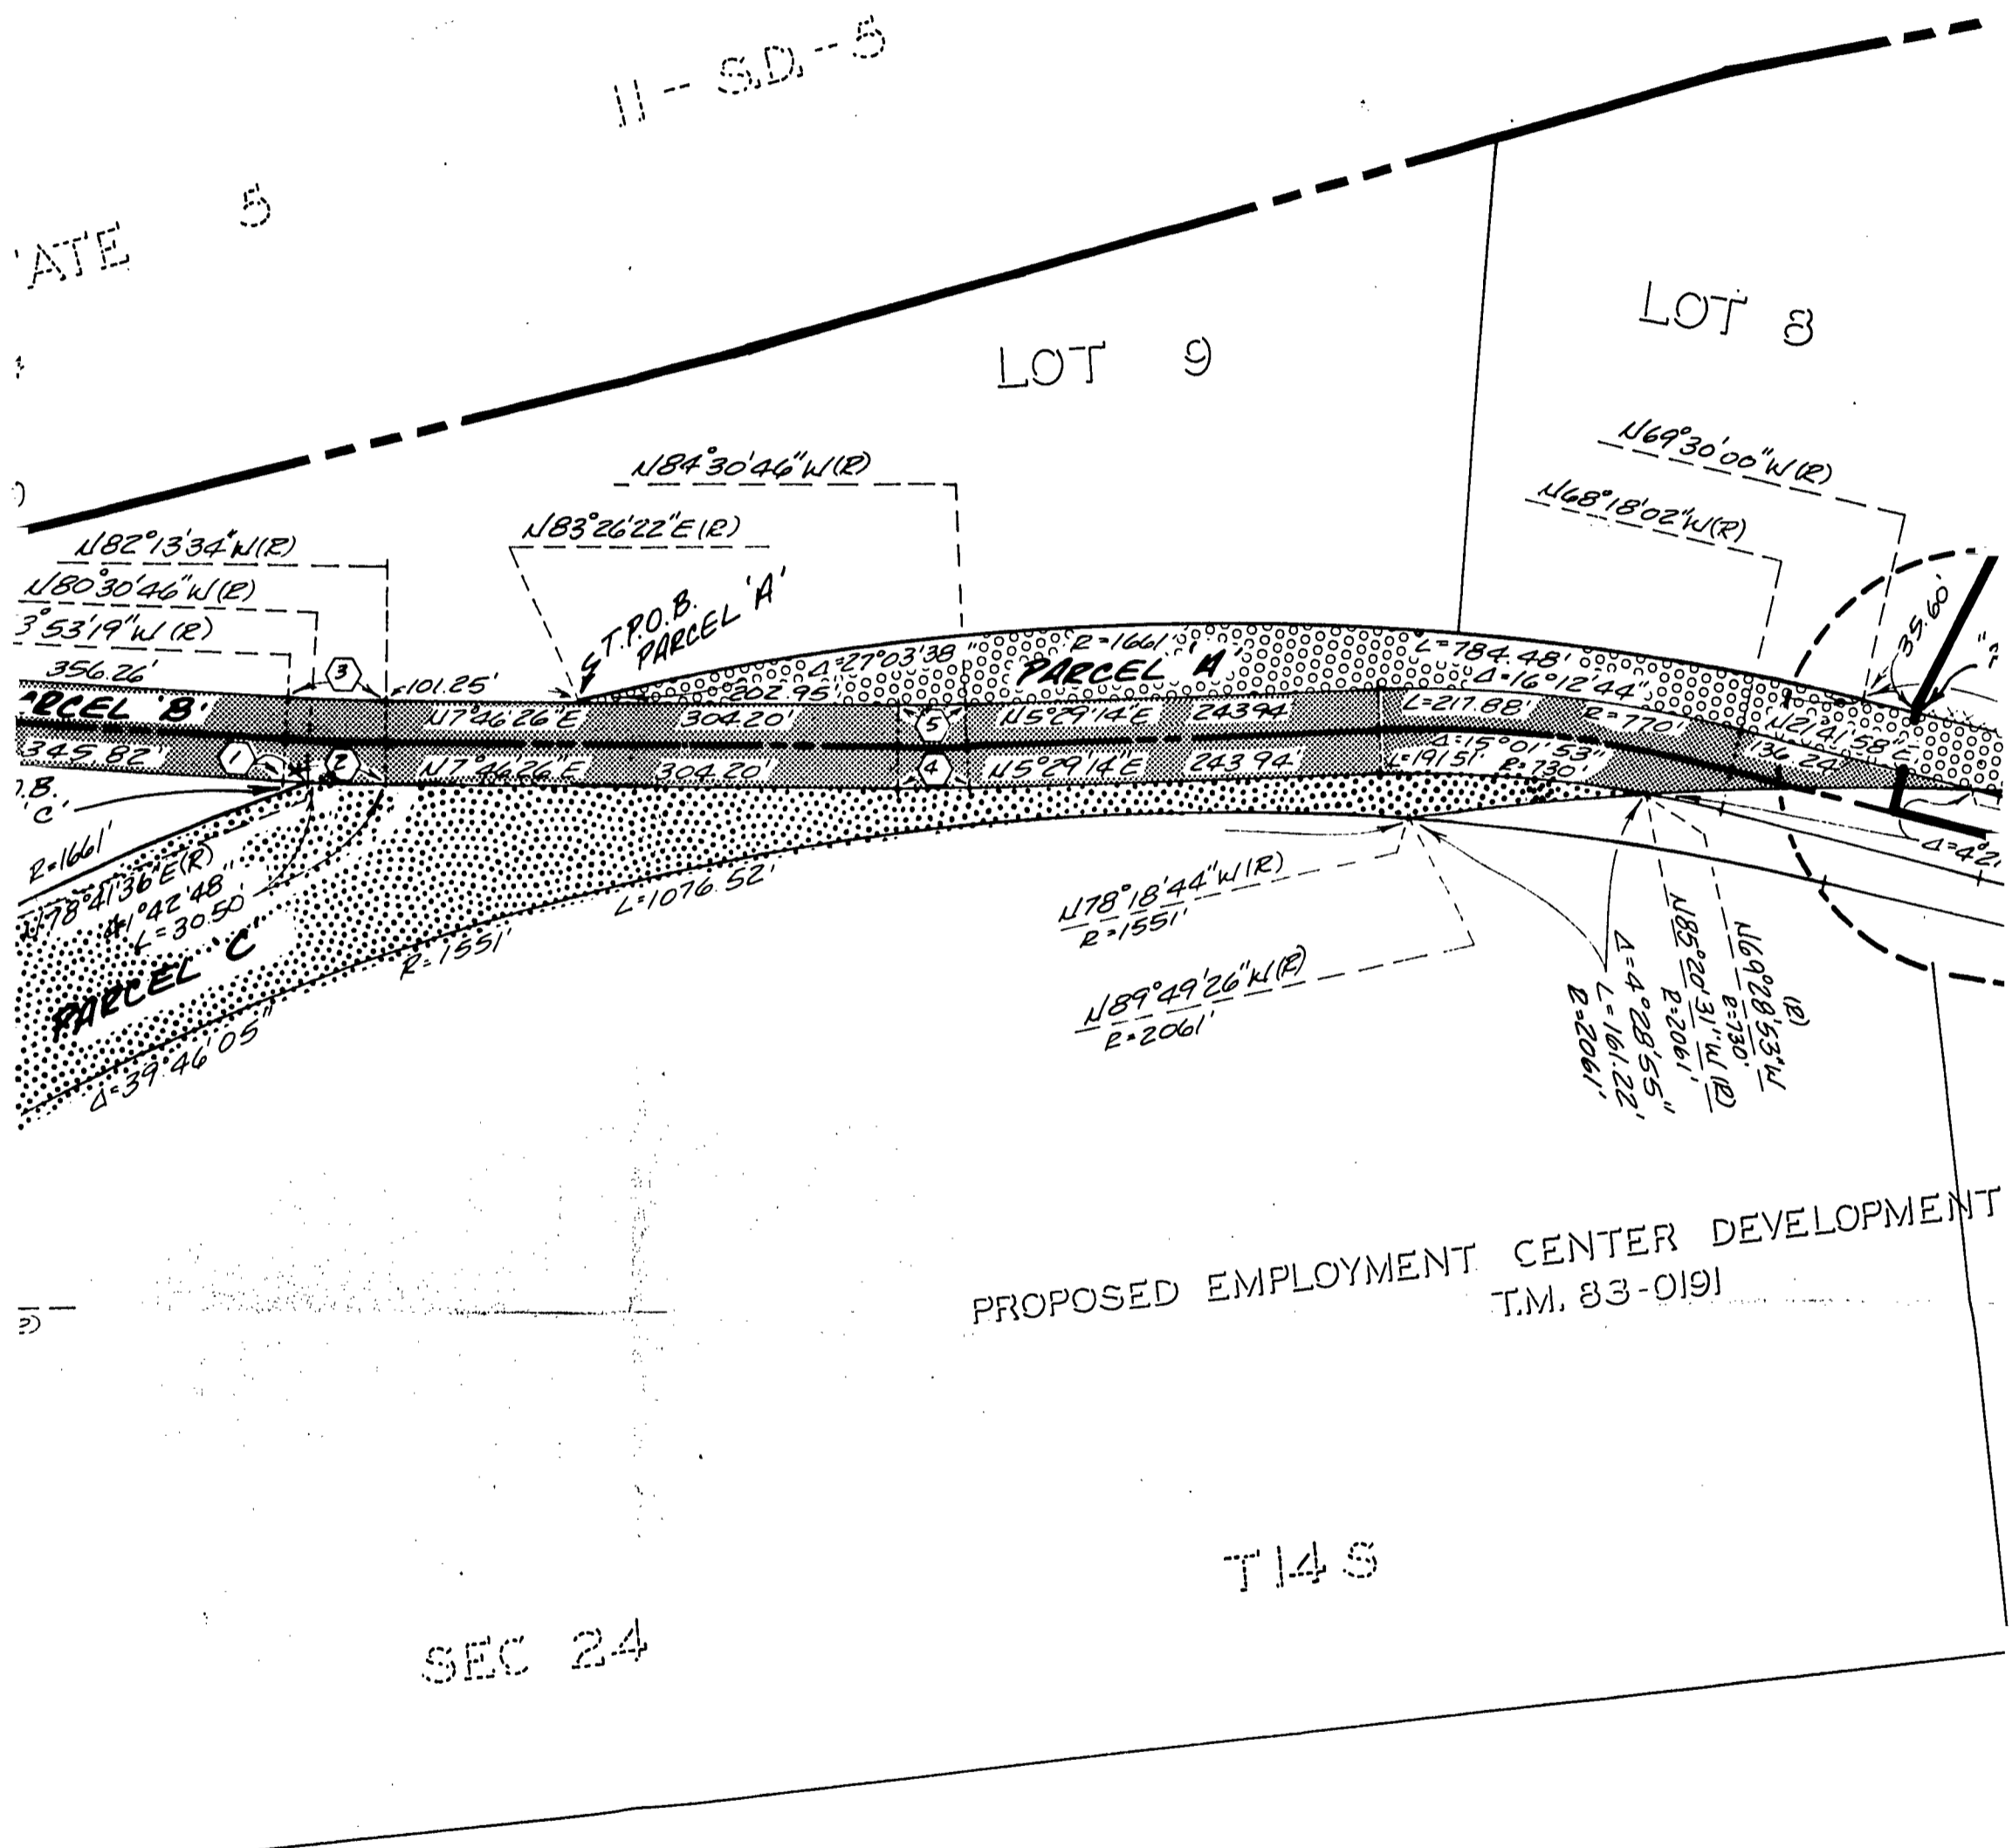 11-S.D.-5
5
LOT 8
LOT 9
N69°30'00"W(R)
N68°18'02"W(R)
N84°30'46"W(R)
N83°26'22"E(R)
N82°13'34"W(R)
N80°30'46"W(R)
3°53'19"W(R)
T.P.O.B.
PARCEL 'A'
35.60'
356.26'
3
101.25'
Δ=27°03'38"
R=1661'
L=784.48'
202.95'
PARCEL 'A'
Δ=16°12'44"
N7°46'26"E
304.20'
5
N5°29'14"E
243.94'
L=217.88'
R=770'
N21°41'58"E
136.24'
345.82'
1
2
N7°46'26"E
304.20'
4
N5°29'14"E
243.94'
Δ=15°01'53"
L=191.51'
R=730'
'C'
R=1661'
N78°41'36"E(R)
Δ1°42'48"
L=30.50'
PARCEL 'C'
L=1076.52'
R=1551'
Δ=39°46'05"
N78°18'44"W(R)
R=1551'
N89°49'26"W(R)
R=2061'
N69°28'53"W
(R)
R=730'
N85°20'31"W(R)
R=2061'
Δ=4°28'55"
L=161.22'
R=2061'
PROPOSED EMPLOYMENT CENTER DEVELOPMENT
T.M. 83-0191
T14S
SEC 24